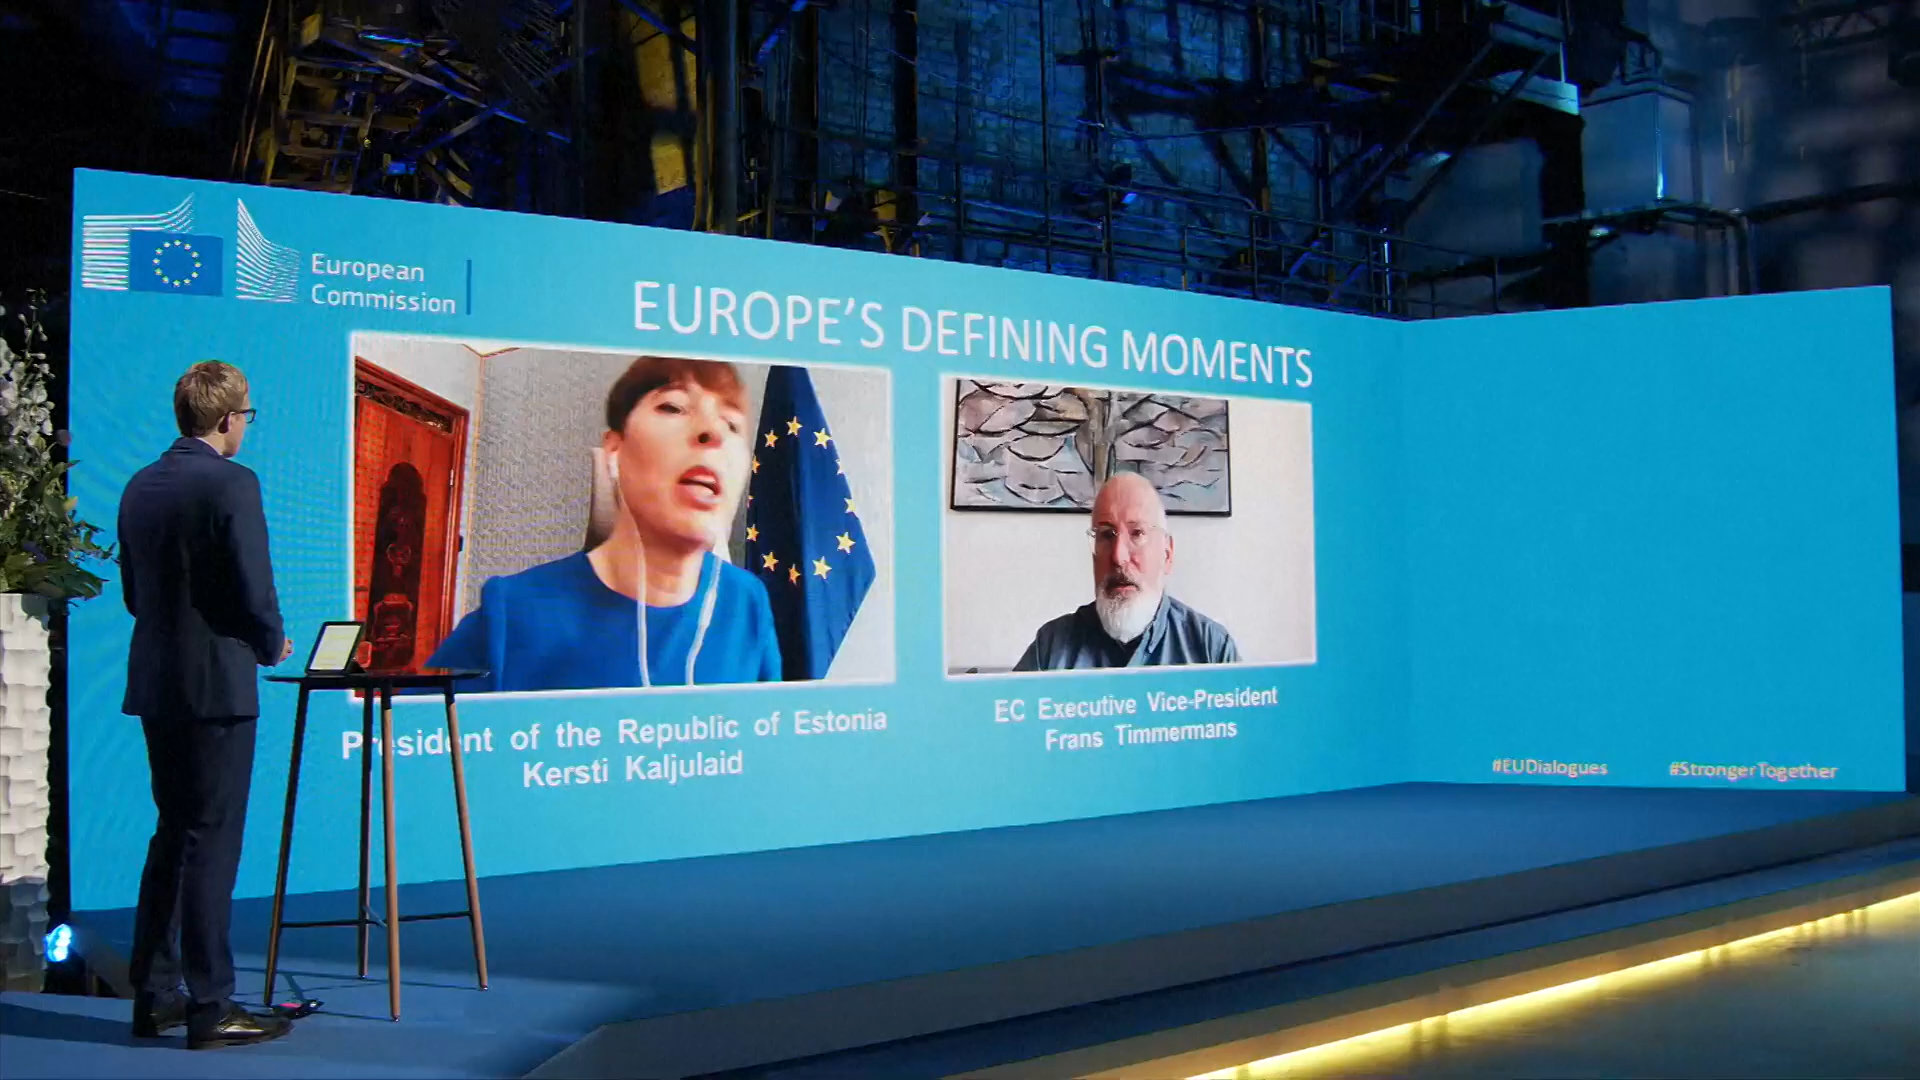 European
Commission
EUROPE'S DEFINING MOMENTS
President of the Republic of Estonia
Kersti Kaljulaid
EC Executive Vice-President
Frans Timmermans
#EUDialogues
#StrongerTogether